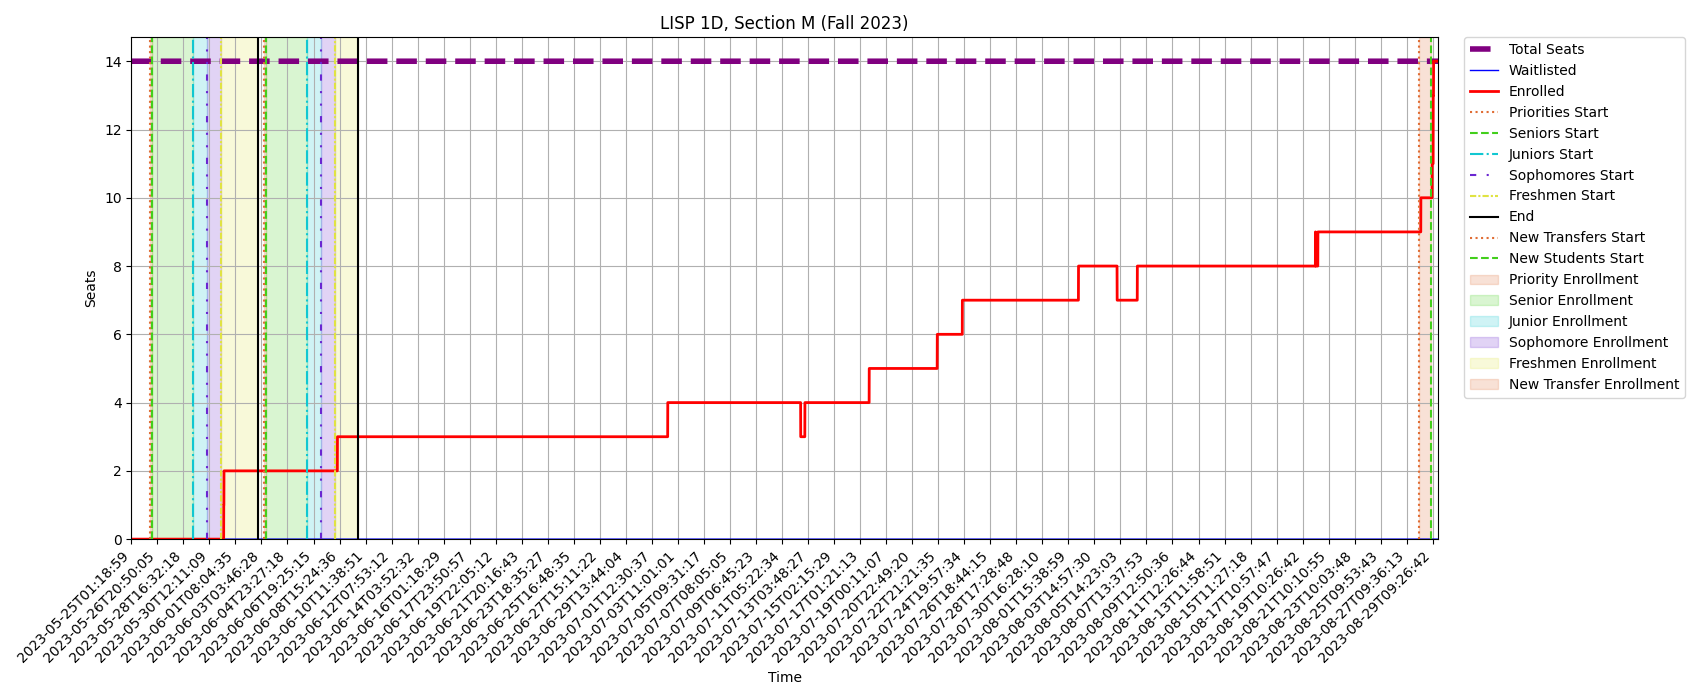 LISP 1D, Section M (Fall 2023)
14
12
10
8
6
4
2
0
Seats
2023-05-25T01:18:59
2023-05-26T20:50:05
2023-05-28T16:32:18
2023-05-30T12:11:09
2023-06-01T08:04:35
2023-06-03T03:46:28
2023-06-04T23:27:18
2023-06-06T19:25:15
2023-06-08T15:24:36
2023-06-10T11:38:51
2023-06-12T07:53:12
2023-06-14T03:52:32
2023-06-16T01:18:29
2023-06-17T23:50:57
2023-06-19T22:05:12
2023-06-21T20:16:43
2023-06-23T18:35:27
2023-06-25T16:48:35
2023-06-27T15:11:22
2023-06-29T13:44:04
2023-07-01T12:30:37
2023-07-03T11:01:01
2023-07-05T09:31:17
2023-07-07T08:05:05
2023-07-09T06:45:23
2023-07-11T05:22:34
2023-07-13T03:48:27
2023-07-15T02:15:29
2023-07-17T01:21:13
2023-07-19T00:11:07
2023-07-20T22:49:20
2023-07-22T21:21:35
2023-07-24T19:57:34
2023-07-26T18:44:15
2023-07-28T17:28:48
2023-07-30T16:28:10
2023-08-01T15:38:59
2023-08-03T14:57:30
2023-08-05T14:23:03
2023-08-07T13:37:53
2023-08-09T12:50:36
2023-08-11T12:26:44
2023-08-13T11:58:51
2023-08-15T11:27:18
2023-08-17T10:57:47
2023-08-19T10:26:42
2023-08-21T10:10:55
2023-08-23T10:03:48
2023-08-25T09:53:43
2023-08-27T09:36:13
2023-08-29T09:26:42
Time
Total Seats
Waitlisted
Enrolled
Priorities Start
Seniors Start
Juniors Start
Sophomores Start
Freshmen Start
End
New Transfers Start
New Students Start
Priority Enrollment
Senior Enrollment
Junior Enrollment
Sophomore Enrollment
Freshmen Enrollment
New Transfer Enrollment